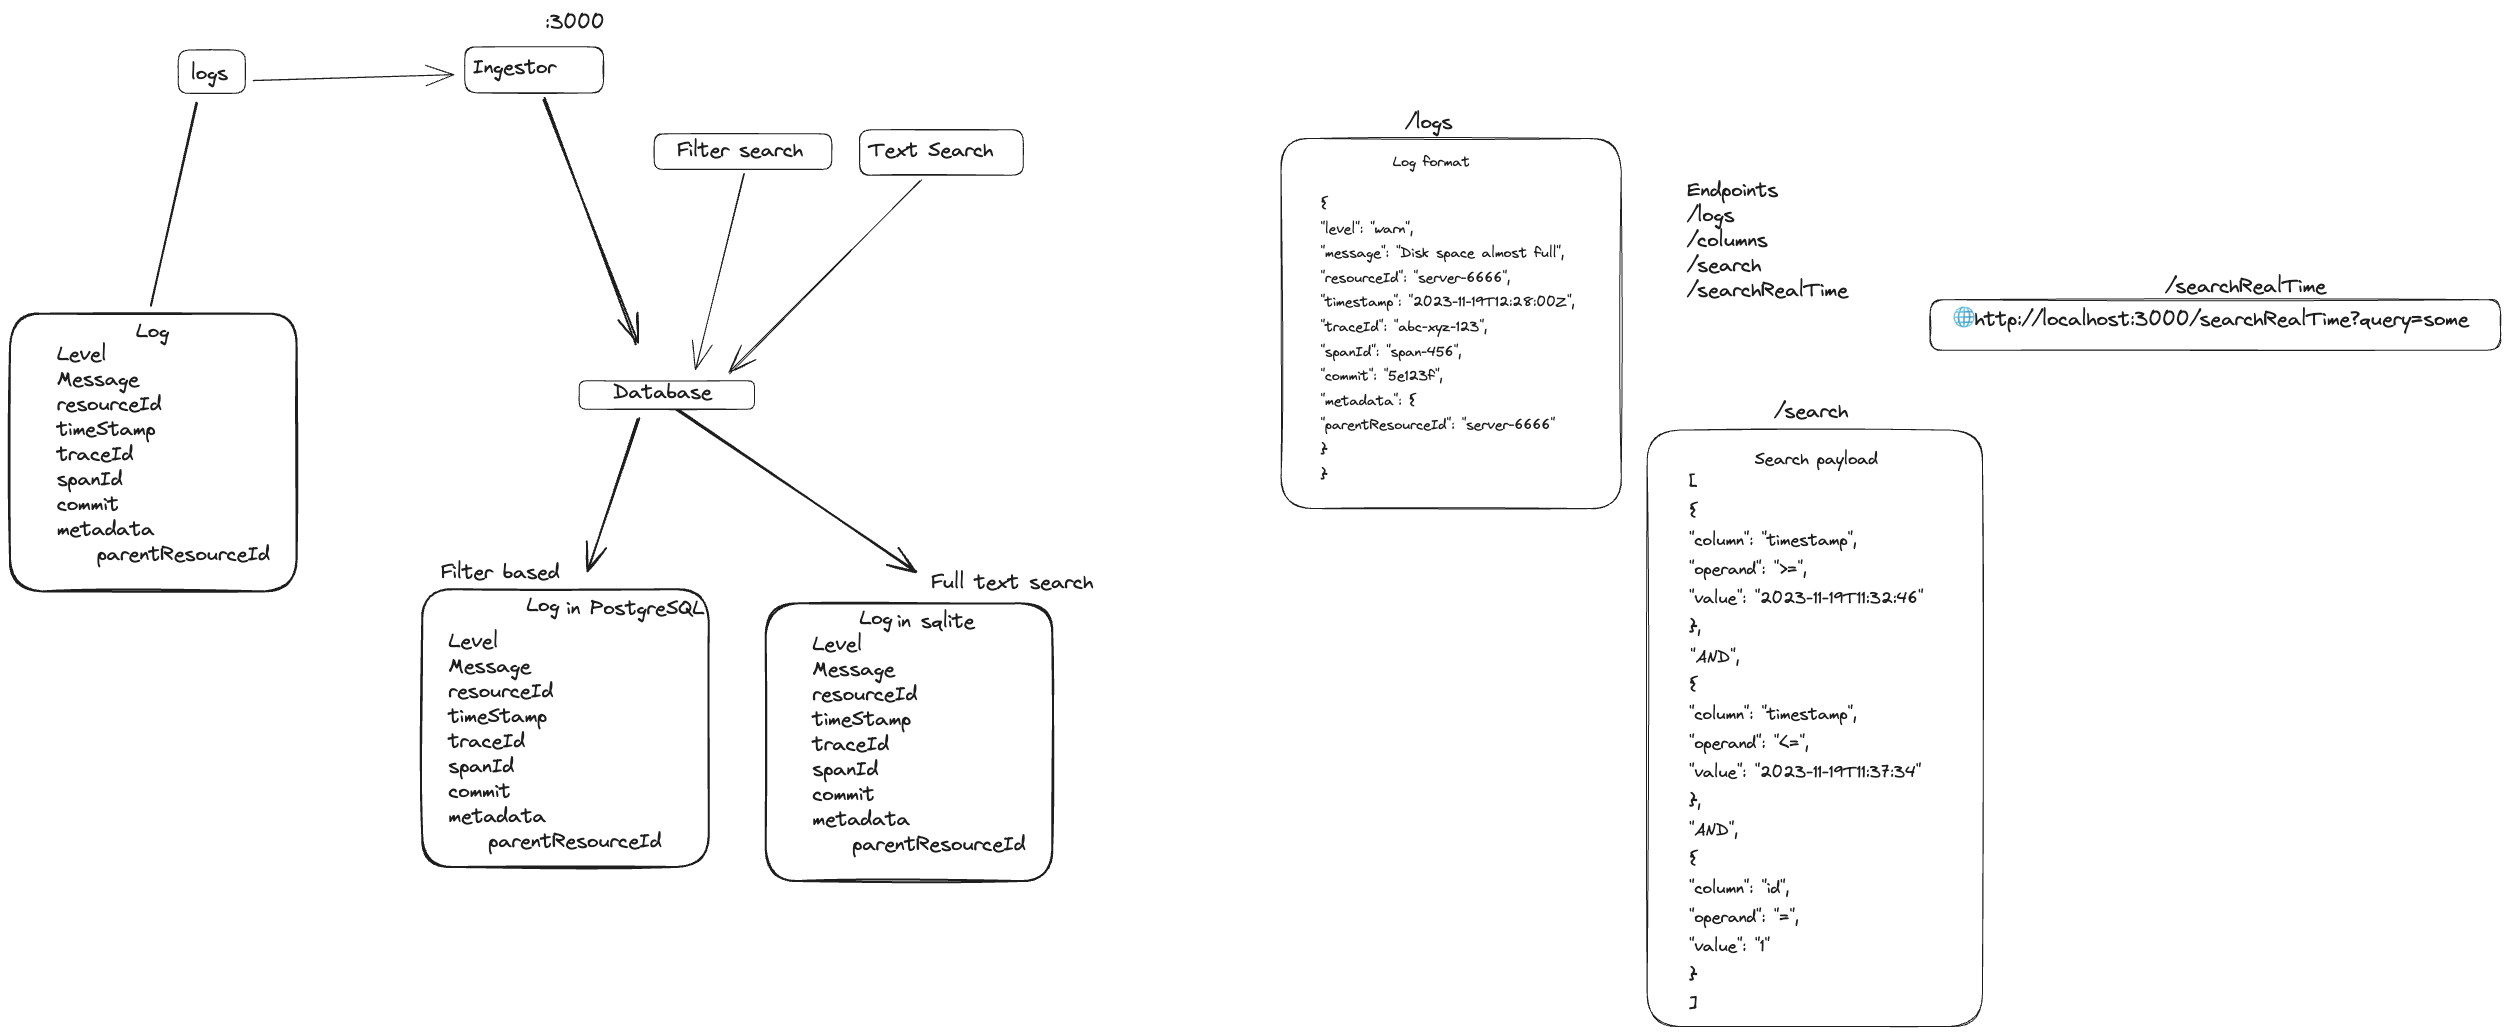 :3000
logs
Ingestor
Filter search
Text Search
Log
Level
Message
resourceId
timeStamp
traceId
spanId
commit
metadata
parentResourceId
Database
Filter based
Log in PostgreSQL
Level
Message
resourceId
timeStamp
traceId
spanId
commit
metadata
parentResourceId
Full text search
Log in sqlite
Level
Message
resourceId
timeStamp
traceId
spanId
commit
metadata
parentResourceId
/logs
Log format
{
"level": "warn",
"message": "Disk space almost full",
"resourceId": "server-6666",
"timestamp": "2023-11-19T12:28:00Z",
"traceId": "abc-xyz-123",
"spanId": "span-456",
"commit": "5e123f",
"metadata": {
"parentResourceId": "server-6666"
}
}
Endpoints
/logs
/columns
/search
/searchRealTime
/searchRealTime
🌐http://localhost:3000/searchRealTime?query=some
/search
Search payload
[
{
"column": "timestamp",
"operand": ">=",
"value": "2023-11-19T11:32:46"
},
"AND",
{
"column": "timestamp",
"operand": "<=",
"value": "2023-11-19T11:37:34"
},
"AND",
{
"column": "id",
"operand": "=",
"value": "1"
}
]